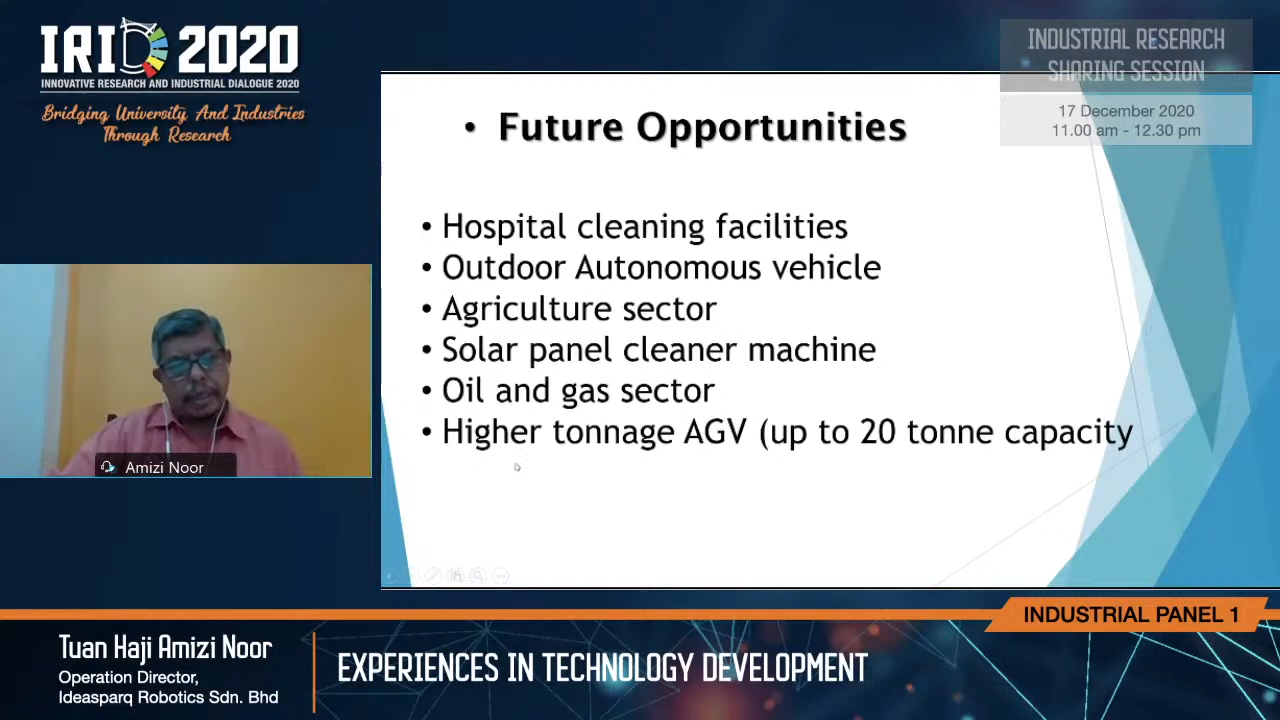 IRID 2020
INNOVATIVE RESEARCH AND INDUSTRIAL DIALOGUE 2020
Bridging University And Industries
Through Research
INDUSTRIAL RESEARCH
SHARING SESSION
17 December 2020
11.00 am - 12.30 pm
• Future Opportunities
• Hospital cleaning facilities
• Outdoor Autonomous vehicle
• Agriculture sector
• Solar panel cleaner machine
• Oil and gas sector
• Higher tonnage AGV (up to 20 tonne capacity
Amizi Noor
INDUSTRIAL PANEL 1
Tuan Haji Amizi Noor
Operation Director,
Ideasparq Robotics Sdn. Bhd
EXPERIENCES IN TECHNOLOGY DEVELOPMENT